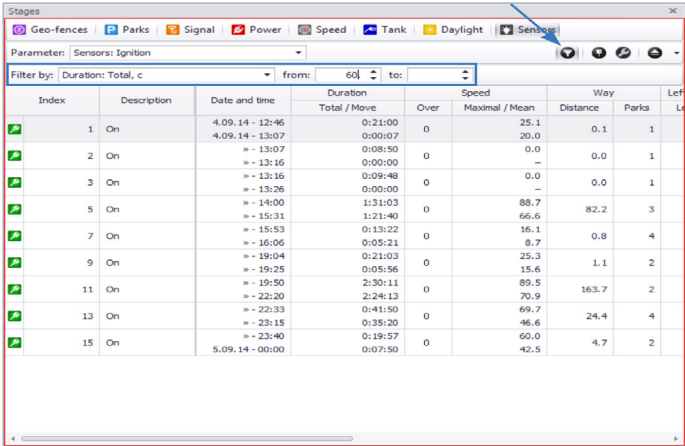 Stages
Geo-fences Parks Signal Power Speed Tank Daylight Sensors
Parameter: Sensors: Ignition
Filter by: Duration: Total, c from: 60 to:
Index Description Date and time Duration Speed Way Left
Total / Move Over Maximal / Mean Distance Parks Le
1 On 4.09.14 - 12:46 0:21:00 0 25.1 0.1 1
4.09.14 - 13:07 0:00:07 20.0
2 On » - 13:07 0:08:50 0 0.0 0.0 1
» - 13:16 0:00:00 –
3 On » - 13:16 0:09:48 0 0.0 0.0 1
» - 13:26 0:00:00 –
5 On » - 14:00 1:31:03 0 88.7 82.2 3
» - 15:31 1:21:40 66.6
7 On » - 15:53 0:13:22 0 16.1 0.8 4
» - 16:06 0:05:21 8.7
9 On » - 19:04 0:21:03 0 25.3 1.1 2
» - 19:25 0:05:56 15.6
11 On » - 19:50 2:30:11 0 89.5 163.7 2
» - 22:20 2:24:13 70.9
13 On » - 22:33 0:41:50 0 69.7 24.4 4
» - 23:15 0:35:20 46.6
15 On » - 23:40 0:19:57 0 60.0 4.7 2
5.09.14 - 00:00 0:07:50 42.5